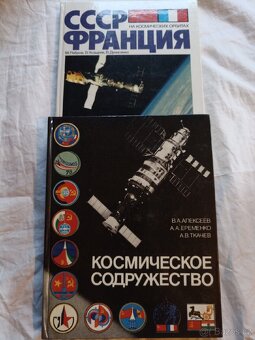 СССР
НА КОСМИЧЕСКИХ ОРБИТАХ
ФРАНЦИЯ
В.А.АЛЕКСЕЕВ
А.А.ЕРЕМЕНКО
А.В.ТКАЧЕВ
КОСМИЧЕСКОЕ
СОДРУЖЕСТВО